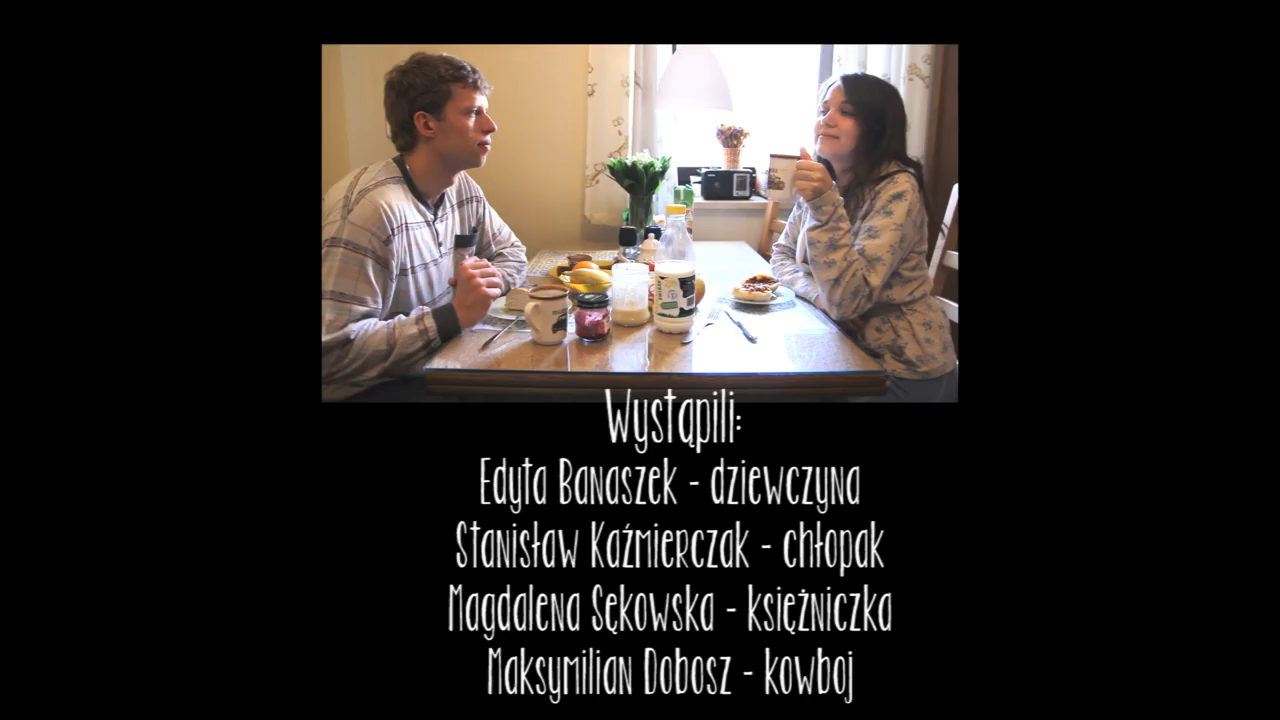 Wystąpili:
Edyta Banaszek - dziewczyna
Stanisław Kaźmierczak - chłopak
Magdalena Sękowska - księżniczka
Maksymilian Dobosz - kowboj